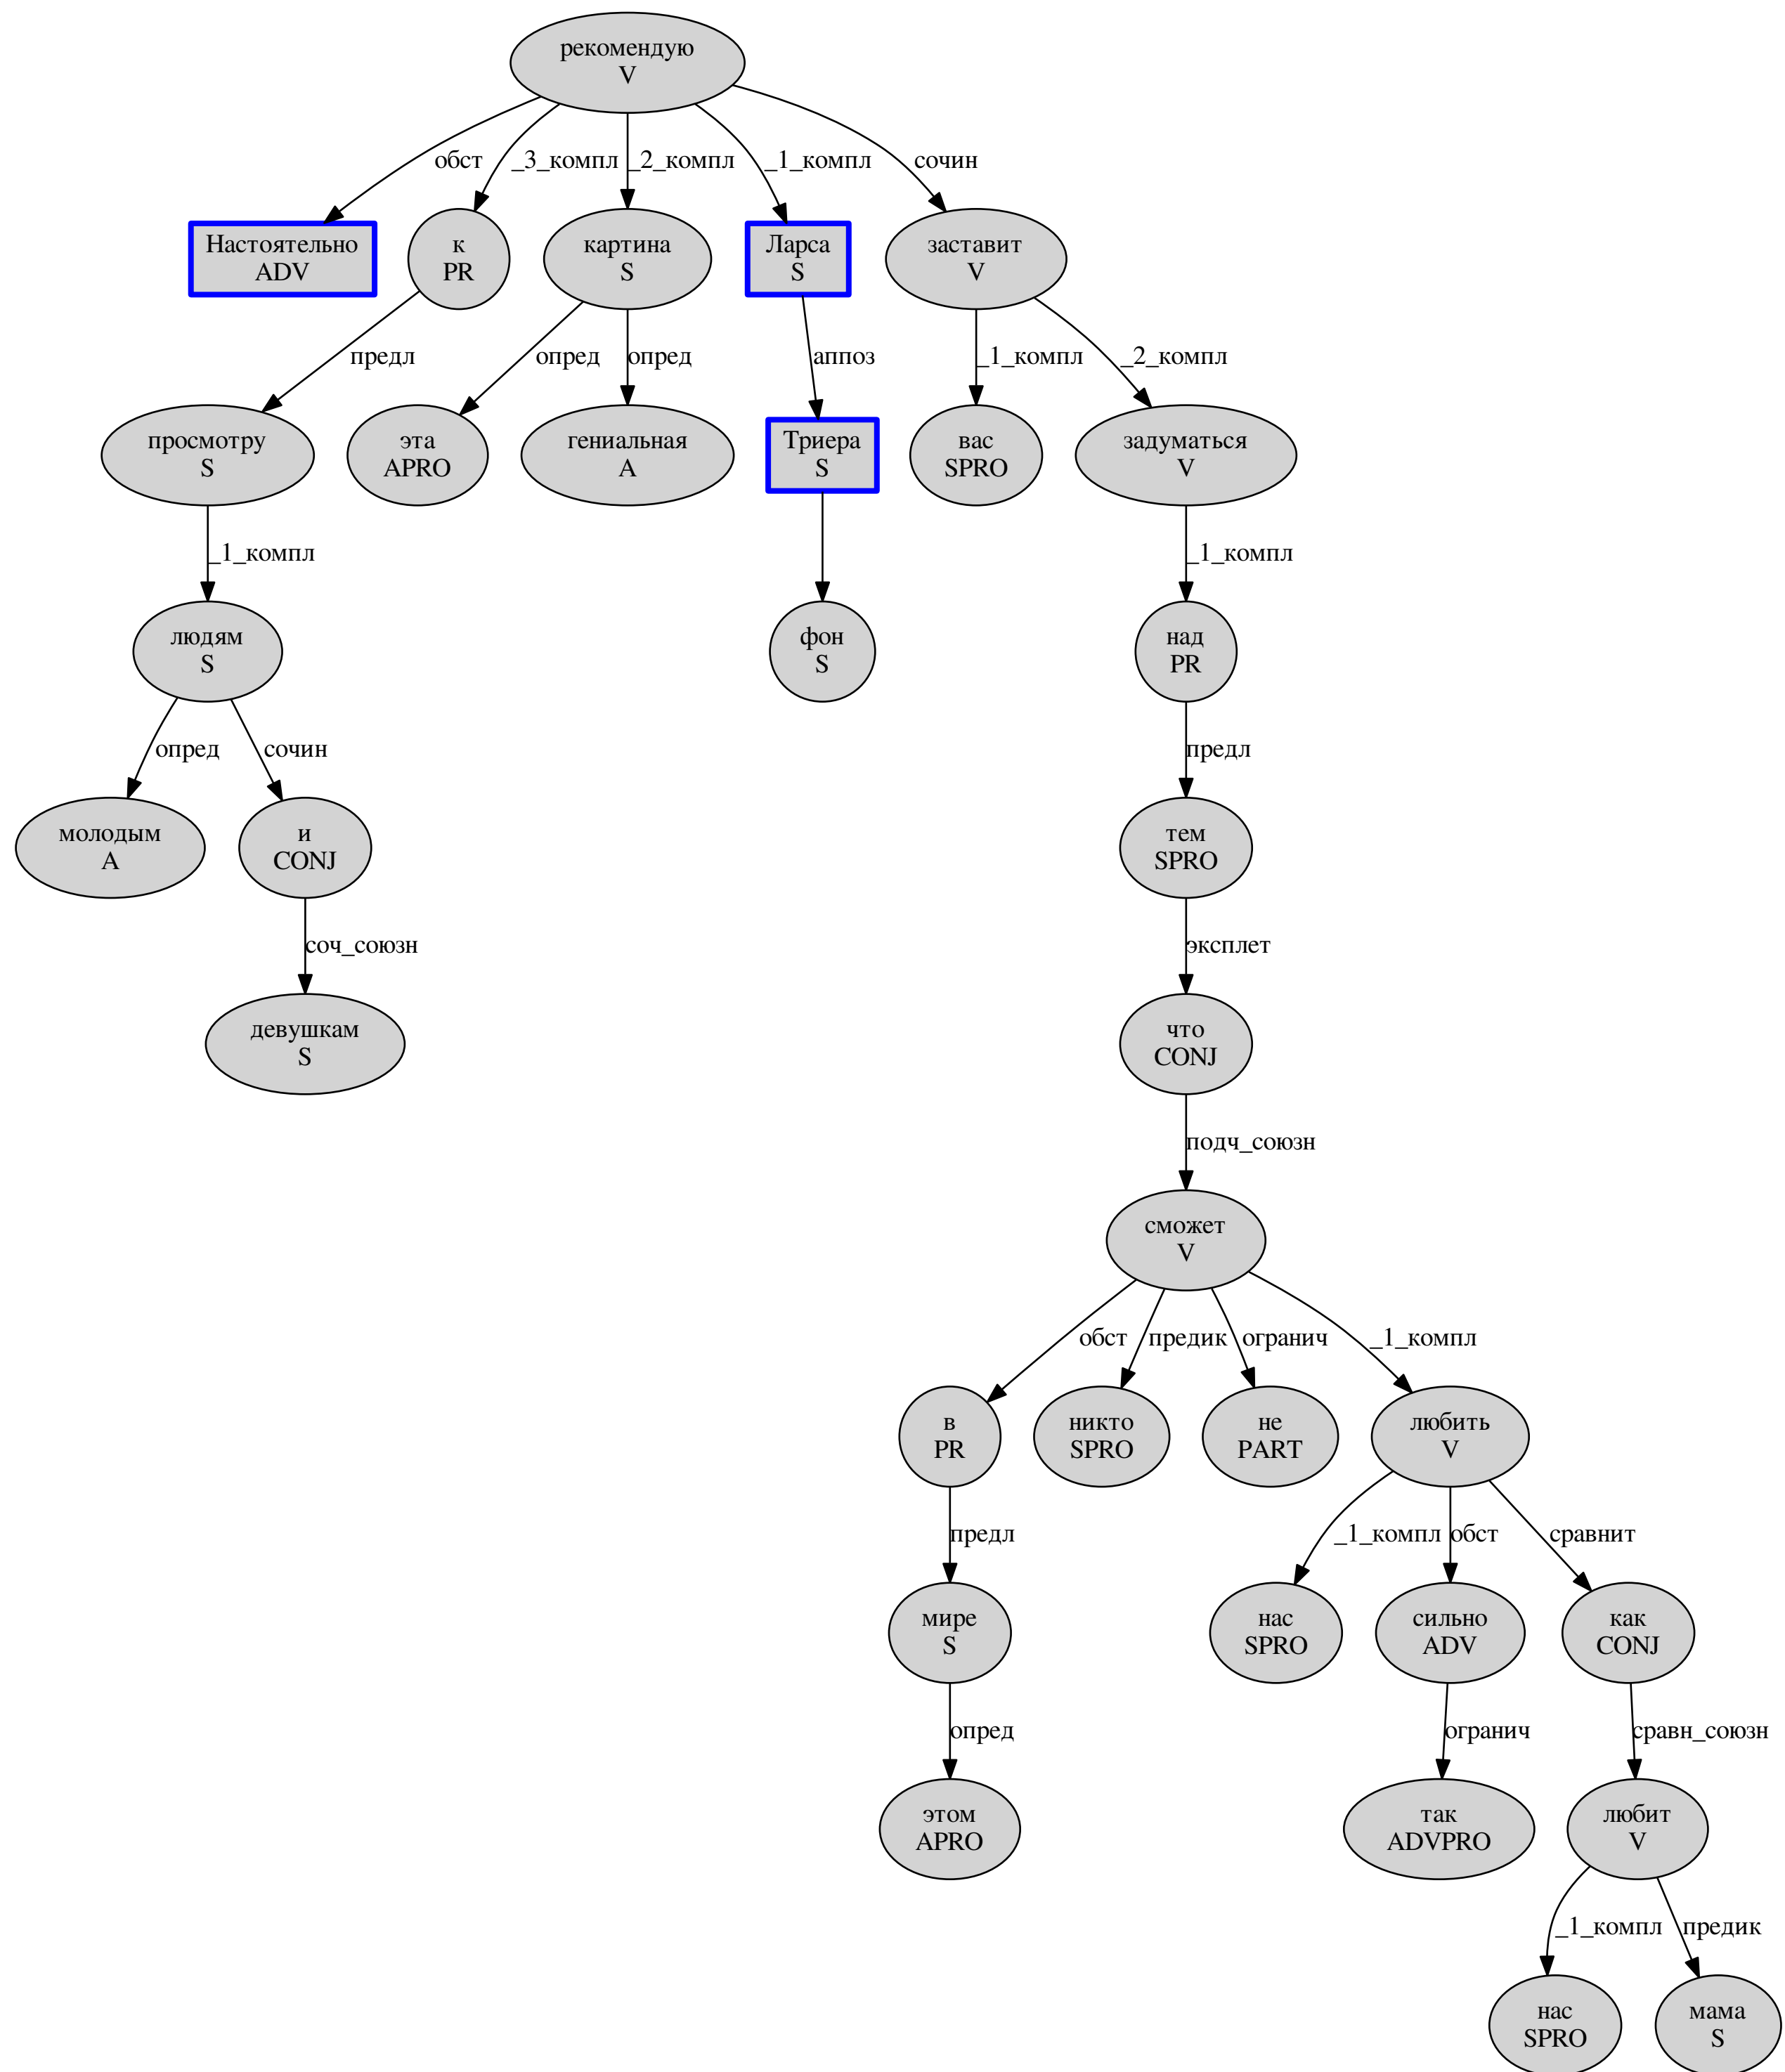 рекомендую
V
обст
_3_компл
_2_компл
_1_компл
сочин
Настоятельно
ADV
к
PR
картина
S
Ларса
S
заставит
V
предл
опред
опред
аппоз
_1_компл
_2_компл
просмотру
S
эта
APRO
гениальная
A
Триера
S
вас
SPRO
задуматься
V
_1_компл
_1_компл
людям
S
фон
S
над
PR
опред
сочин
предл
молодым
A
и
CONJ
тем
SPRO
соч_союзн
эксплет
девушкам
S
что
CONJ
подч_союзн
сможет
V
обст
предик
огранич
_1_компл
в
PR
никто
SPRO
не
PART
любить
V
предл
_1_компл
обст
сравнит
мире
S
нас
SPRO
сильно
ADV
как
CONJ
опред
огранич
сравн_союзн
этом
APRO
так
ADVPRO
любит
V
_1_компл
предик
нас
SPRO
мама
S